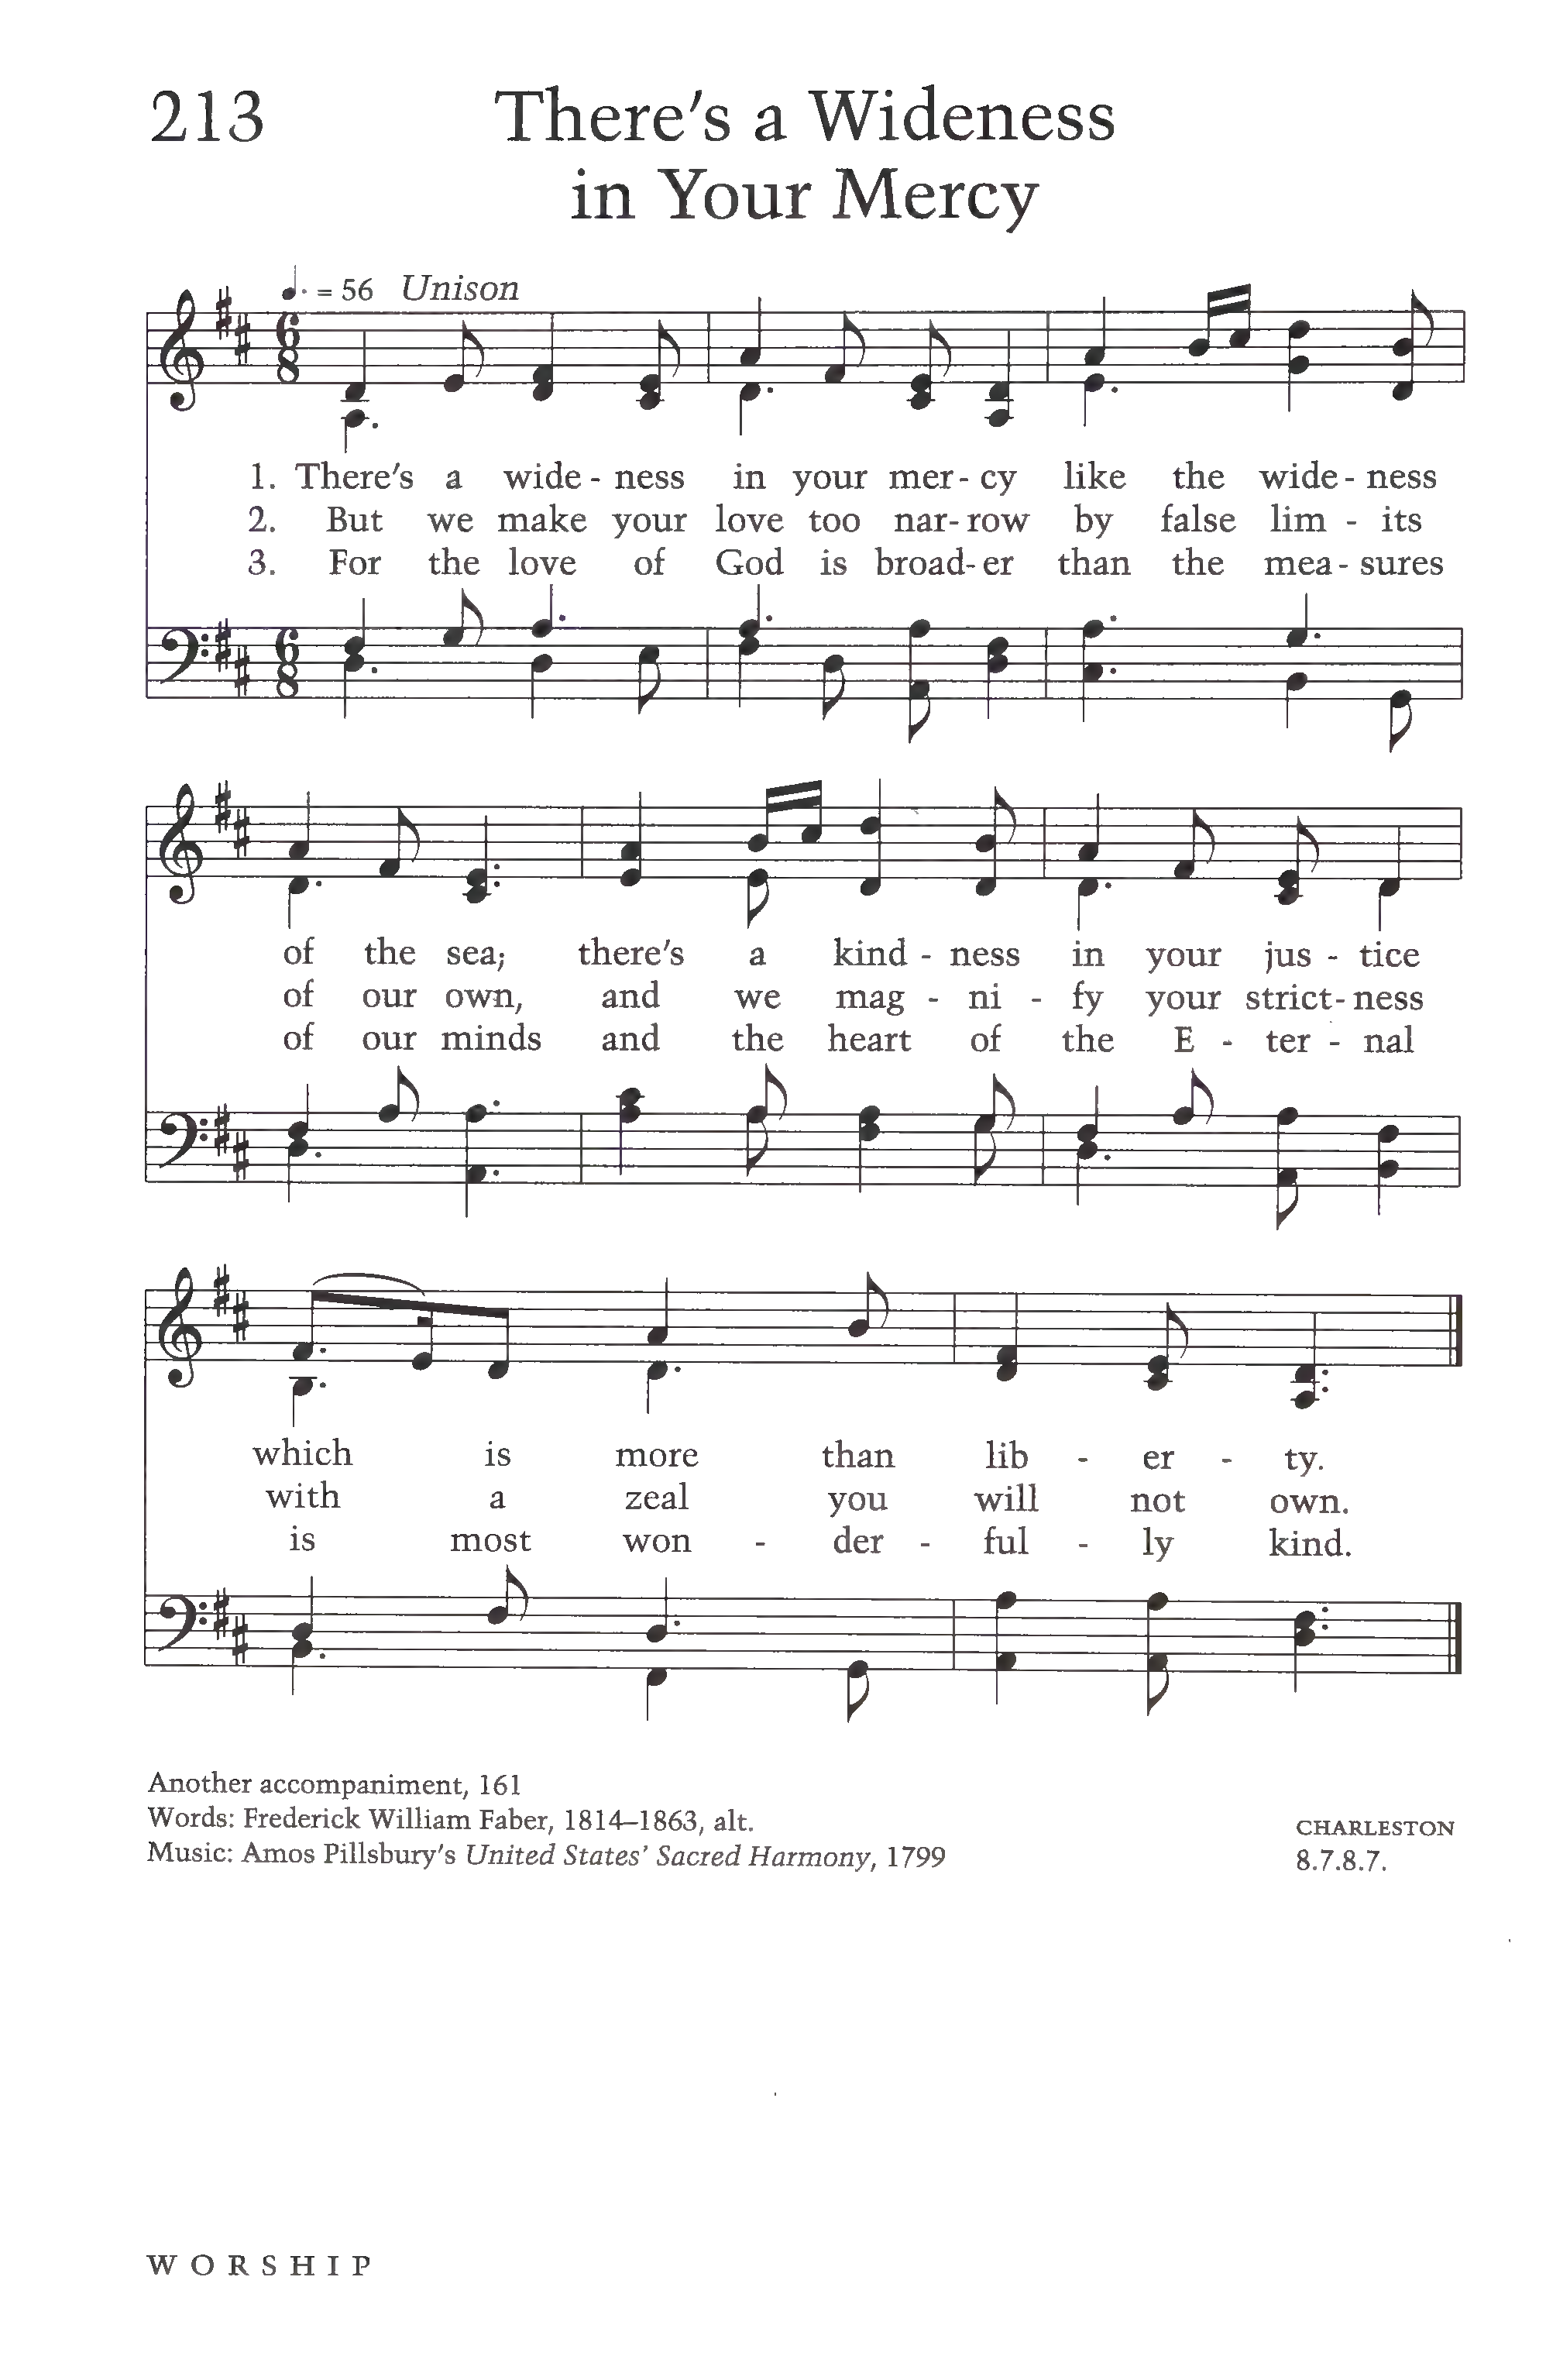 213
There's a Wideness
in Your Mercy
= 56 Unison
1. There's a wide - ness in your mer - cy like the wide - ness
2. But we make your love too nar - row by false lim - its
3. For the love of God is broad - er than the mea - sures
of the sea; there's a kind - ness in your jus - tice
of our own, and we mag - ni - fy your strict - ness
of our minds and the heart of the E - ter - nal
which is more than lib - er - ty.
with a zeal you will not own.
is most won - der - ful - ly kind.
Another accompaniment, 161
Words: Frederick William Faber, 1814–1863, alt.
Music: Amos Pillsbury's United States' Sacred Harmony, 1799
CHARLESTON
8.7.8.7.
WORSHIP